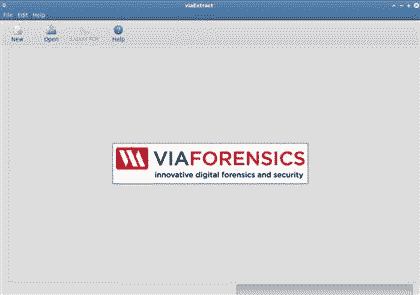 viaExtract
File Edit Help
New Open Export PDF Help
VIAFORENSICS
innovative digital forensics and security